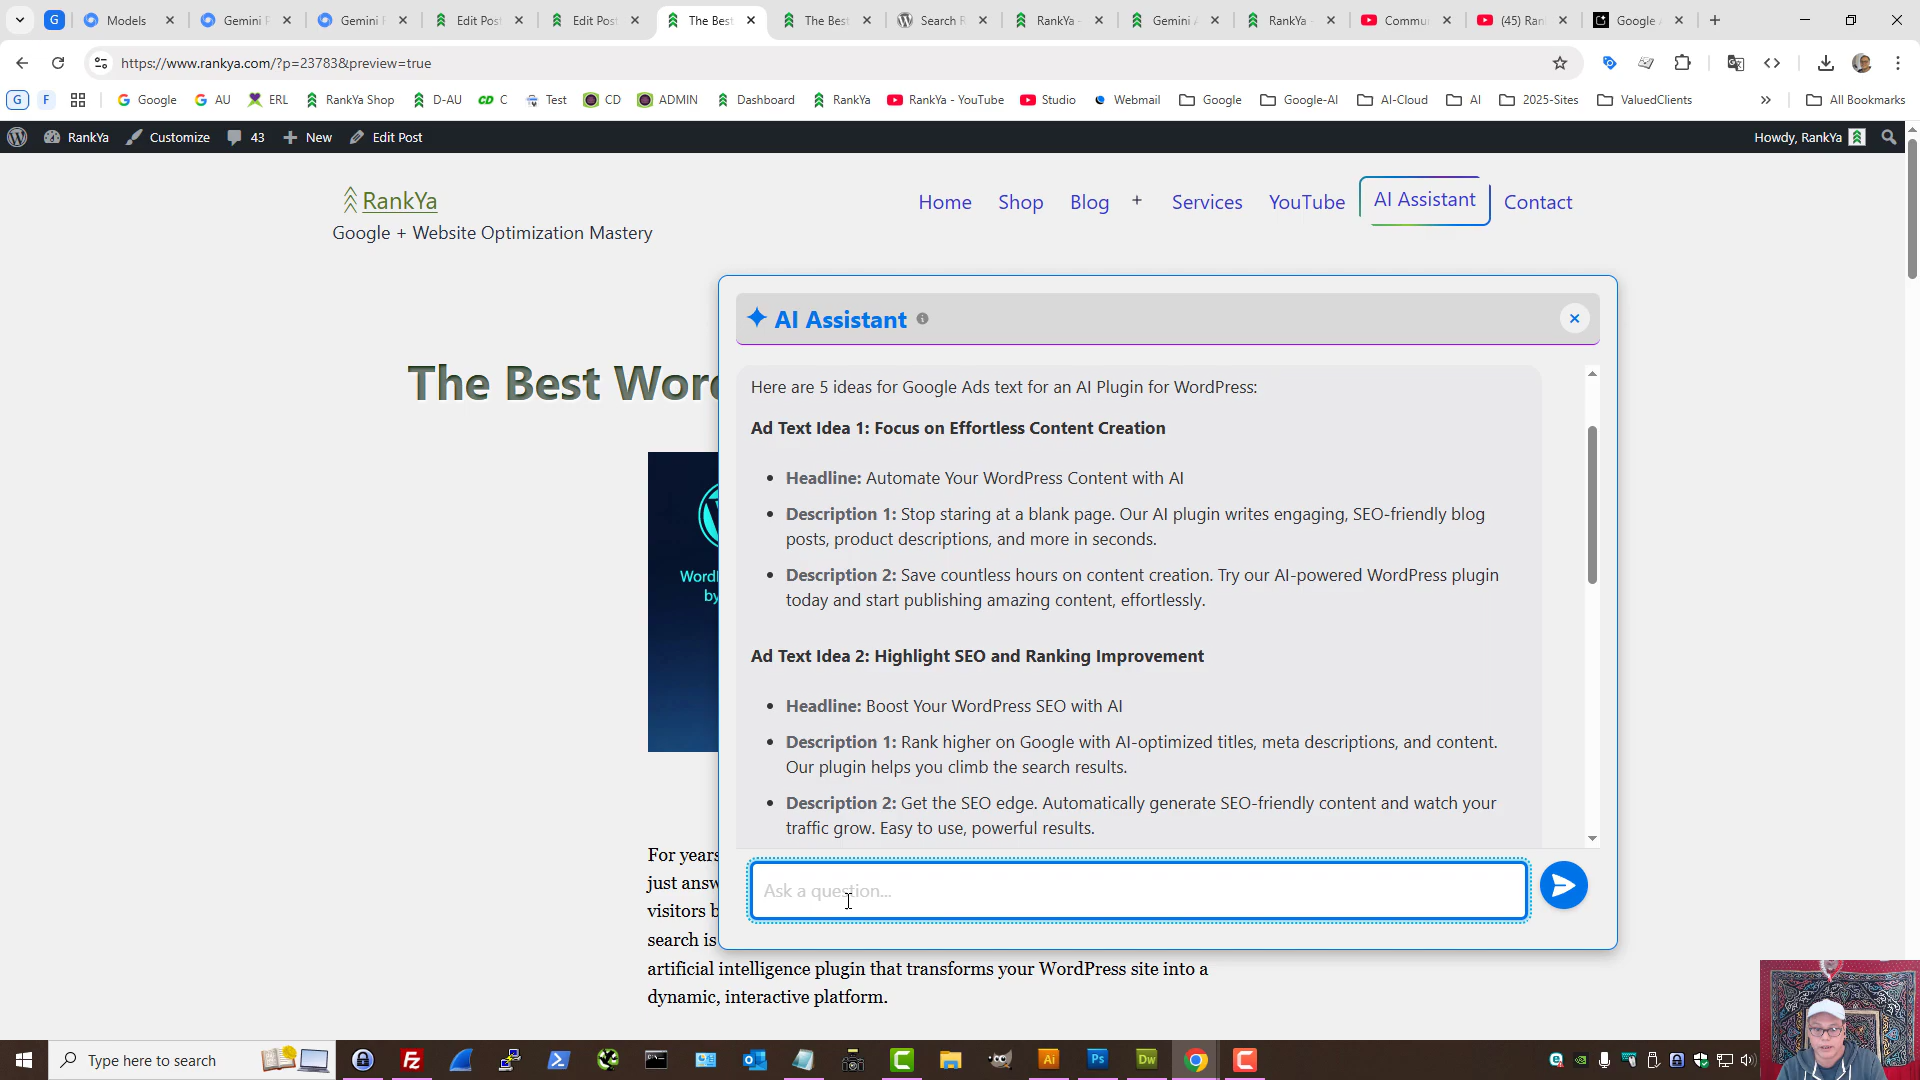 Models
Gemini
Gemini
Edit Post
Edit Post
The Best
The Best
Search R
RankYa -
Gemini
RankYa
Commu
(45) Ran
Google
https://www.rankya.com/?p=23783&preview=true
G
F
Google
AU
ERL
RankYa Shop
D-AU
C
Test
CD
ADMIN
Dashboard
RankYa
RankYa - YouTube
Studio
Webmail
Google
Google-AI
AI-Cloud
AI
2025-Sites
ValuedClients
»
All Bookmarks
RankYa
Customize
43
New
Edit Post
Howdy, RankYa
RankYa
Google + Website Optimization Mastery
Home
Shop
Blog
+
Services
YouTube
AI Assistant
Contact
The Best Word
Word
by
AI Assistant
Here are 5 ideas for Google Ads text for an AI Plugin for WordPress:
Ad Text Idea 1: Focus on Effortless Content Creation
• Headline: Automate Your WordPress Content with AI
• Description 1: Stop staring at a blank page. Our AI plugin writes engaging, SEO-friendly blog
posts, product descriptions, and more in seconds.
• Description 2: Save countless hours on content creation. Try our AI-powered WordPress plugin
today and start publishing amazing content, effortlessly.
Ad Text Idea 2: Highlight SEO and Ranking Improvement
• Headline: Boost Your WordPress SEO with AI
• Description 1: Rank higher on Google with AI-optimized titles, meta descriptions, and content.
Our plugin helps you climb the search results.
• Description 2: Get the SEO edge. Automatically generate SEO-friendly content and watch your
traffic grow. Easy to use, powerful results.
Ask a question...
For years
just answ
visitors b
search is
artificial intelligence plugin that transforms your WordPress site into a
dynamic, interactive platform.
Type here to search
Fz
Ai
Ps
Dw